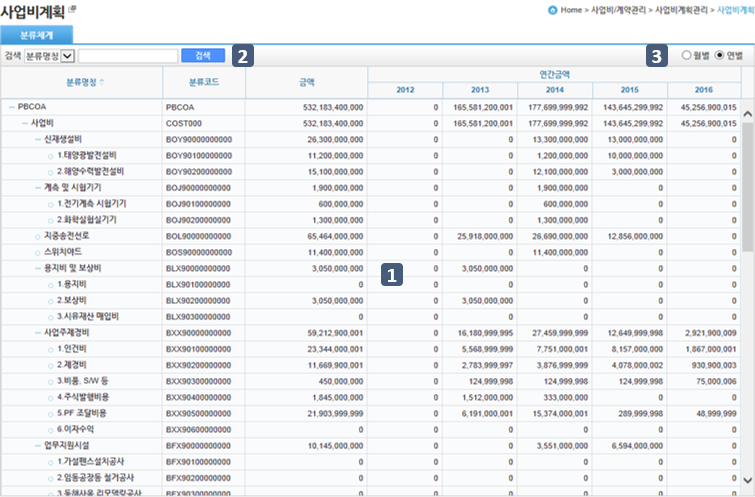 사업비계획
Home > 사업비/계약관리 > 사업비계획관리 > 사업비계획
분류체계
검색 분류명칭 검색 2 3 월별 연별
분류명칭 분류코드 금액 연간금액
2012 2013 2014 2015 2016
PBCOA PBCOA 532,183,400,000 0 165,581,200,001 177,699,999,992 143,645,299,992 45,256,900,015
사업비 COST000 532,183,400,000 0 165,581,200,001 177,699,999,992 143,645,299,992 45,256,900,015
신재생설비 BOY90000000000 26,300,000,000 0 0 13,300,000,000 13,000,000,000 0
1.태양광발전설비 BOY90100000000 11,200,000,000 0 0 1,200,000,000 10,000,000,000 0
2.해양수력발전설비 BOY90200000000 15,100,000,000 0 0 12,100,000,000 3,000,000,000 0
계측 및 시험기기 BOJ90000000000 1,900,000,000 0 0 1,900,000,000 0 0
1.전기계측 시험기기 BOJ90100000000 600,000,000 0 0 600,000,000 0 0
2.화학실험실기기 BOJ90200000000 1,300,000,000 0 0 1,300,000,000 0 0
지중송전선로 BOL90000000000 65,464,000,000 0 25,918,000,000 26,690,000,000 12,856,000,000 0
스위치야드 BOS90000000000 11,400,000,000 0 0 11,400,000,000 0 0
용지비 및 보상비 BLX90000000000 3,050,000,000 1 0 3,050,000,000 0 0 0
1.용지비 BLX90100000000 0 0 0 0 0 0
2.보상비 BLX90200000000 3,050,000,000 0 3,050,000,000 0 0 0
3.시유재산 매입비 BLX90300000000 0 0 0 0 0 0
사업주제경비 BXX90000000000 59,212,900,001 0 16,180,999,995 27,459,999,999 12,649,999,998 2,921,900,009
1.인건비 BXX90100000000 23,344,000,001 0 5,568,999,999 7,751,000,001 8,157,000,000 1,867,000,001
2.제경비 BXX90200000000 11,669,900,001 0 2,783,999,997 3,876,999,999 4,078,000,002 930,900,003
3.비품, S/W 등 BXX90300000000 450,000,000 0 124,999,998 124,999,998 124,999,998 75,000,006
4.주식발행비용 BXX90400000000 1,845,000,000 0 1,512,000,000 333,000,000 0 0
5.PF 조달비용 BXX90500000000 21,903,999,999 0 6,191,000,001 15,374,000,001 289,999,998 48,999,999
6.이자수익 BXX90600000000 0 0 0 0 0 0
업무지원시설 BFX90000000000 10,145,000,000 0 0 3,551,000,000 6,594,000,000 0
1.가설팬스설치공사 BFX90100000000 0 0 0 0 0 0
2.임동공장동 철거공사 BFX90200000000 0 0 0 0 0 0
3.동해사옥 리모델링공사 BFX90300000000 0 0 0 0 0 0